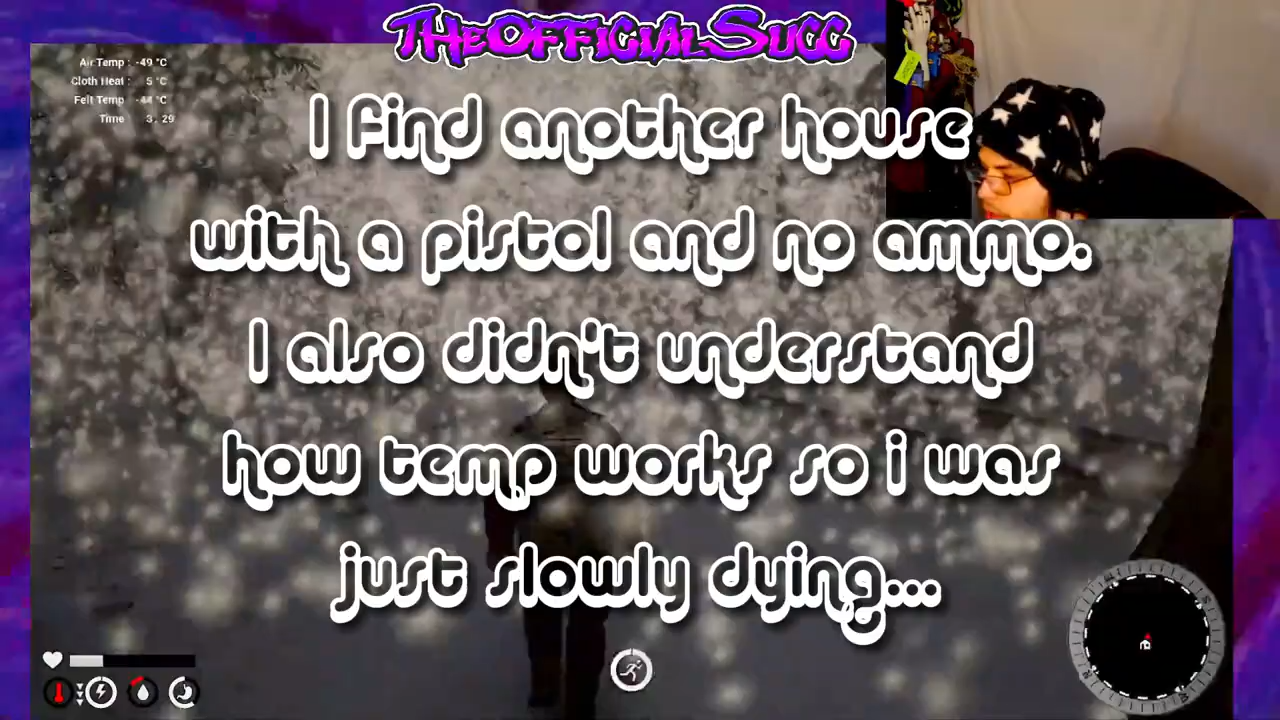 TheOfficialSucc
Air Temp : -49 °C
Cloth Heat : 5 °C
Felt Temp -44 °C
Time 3, 29
I find another house
with a pistol and no ammo.
I also didn't understand
how temp works so i was
just slowly dying...